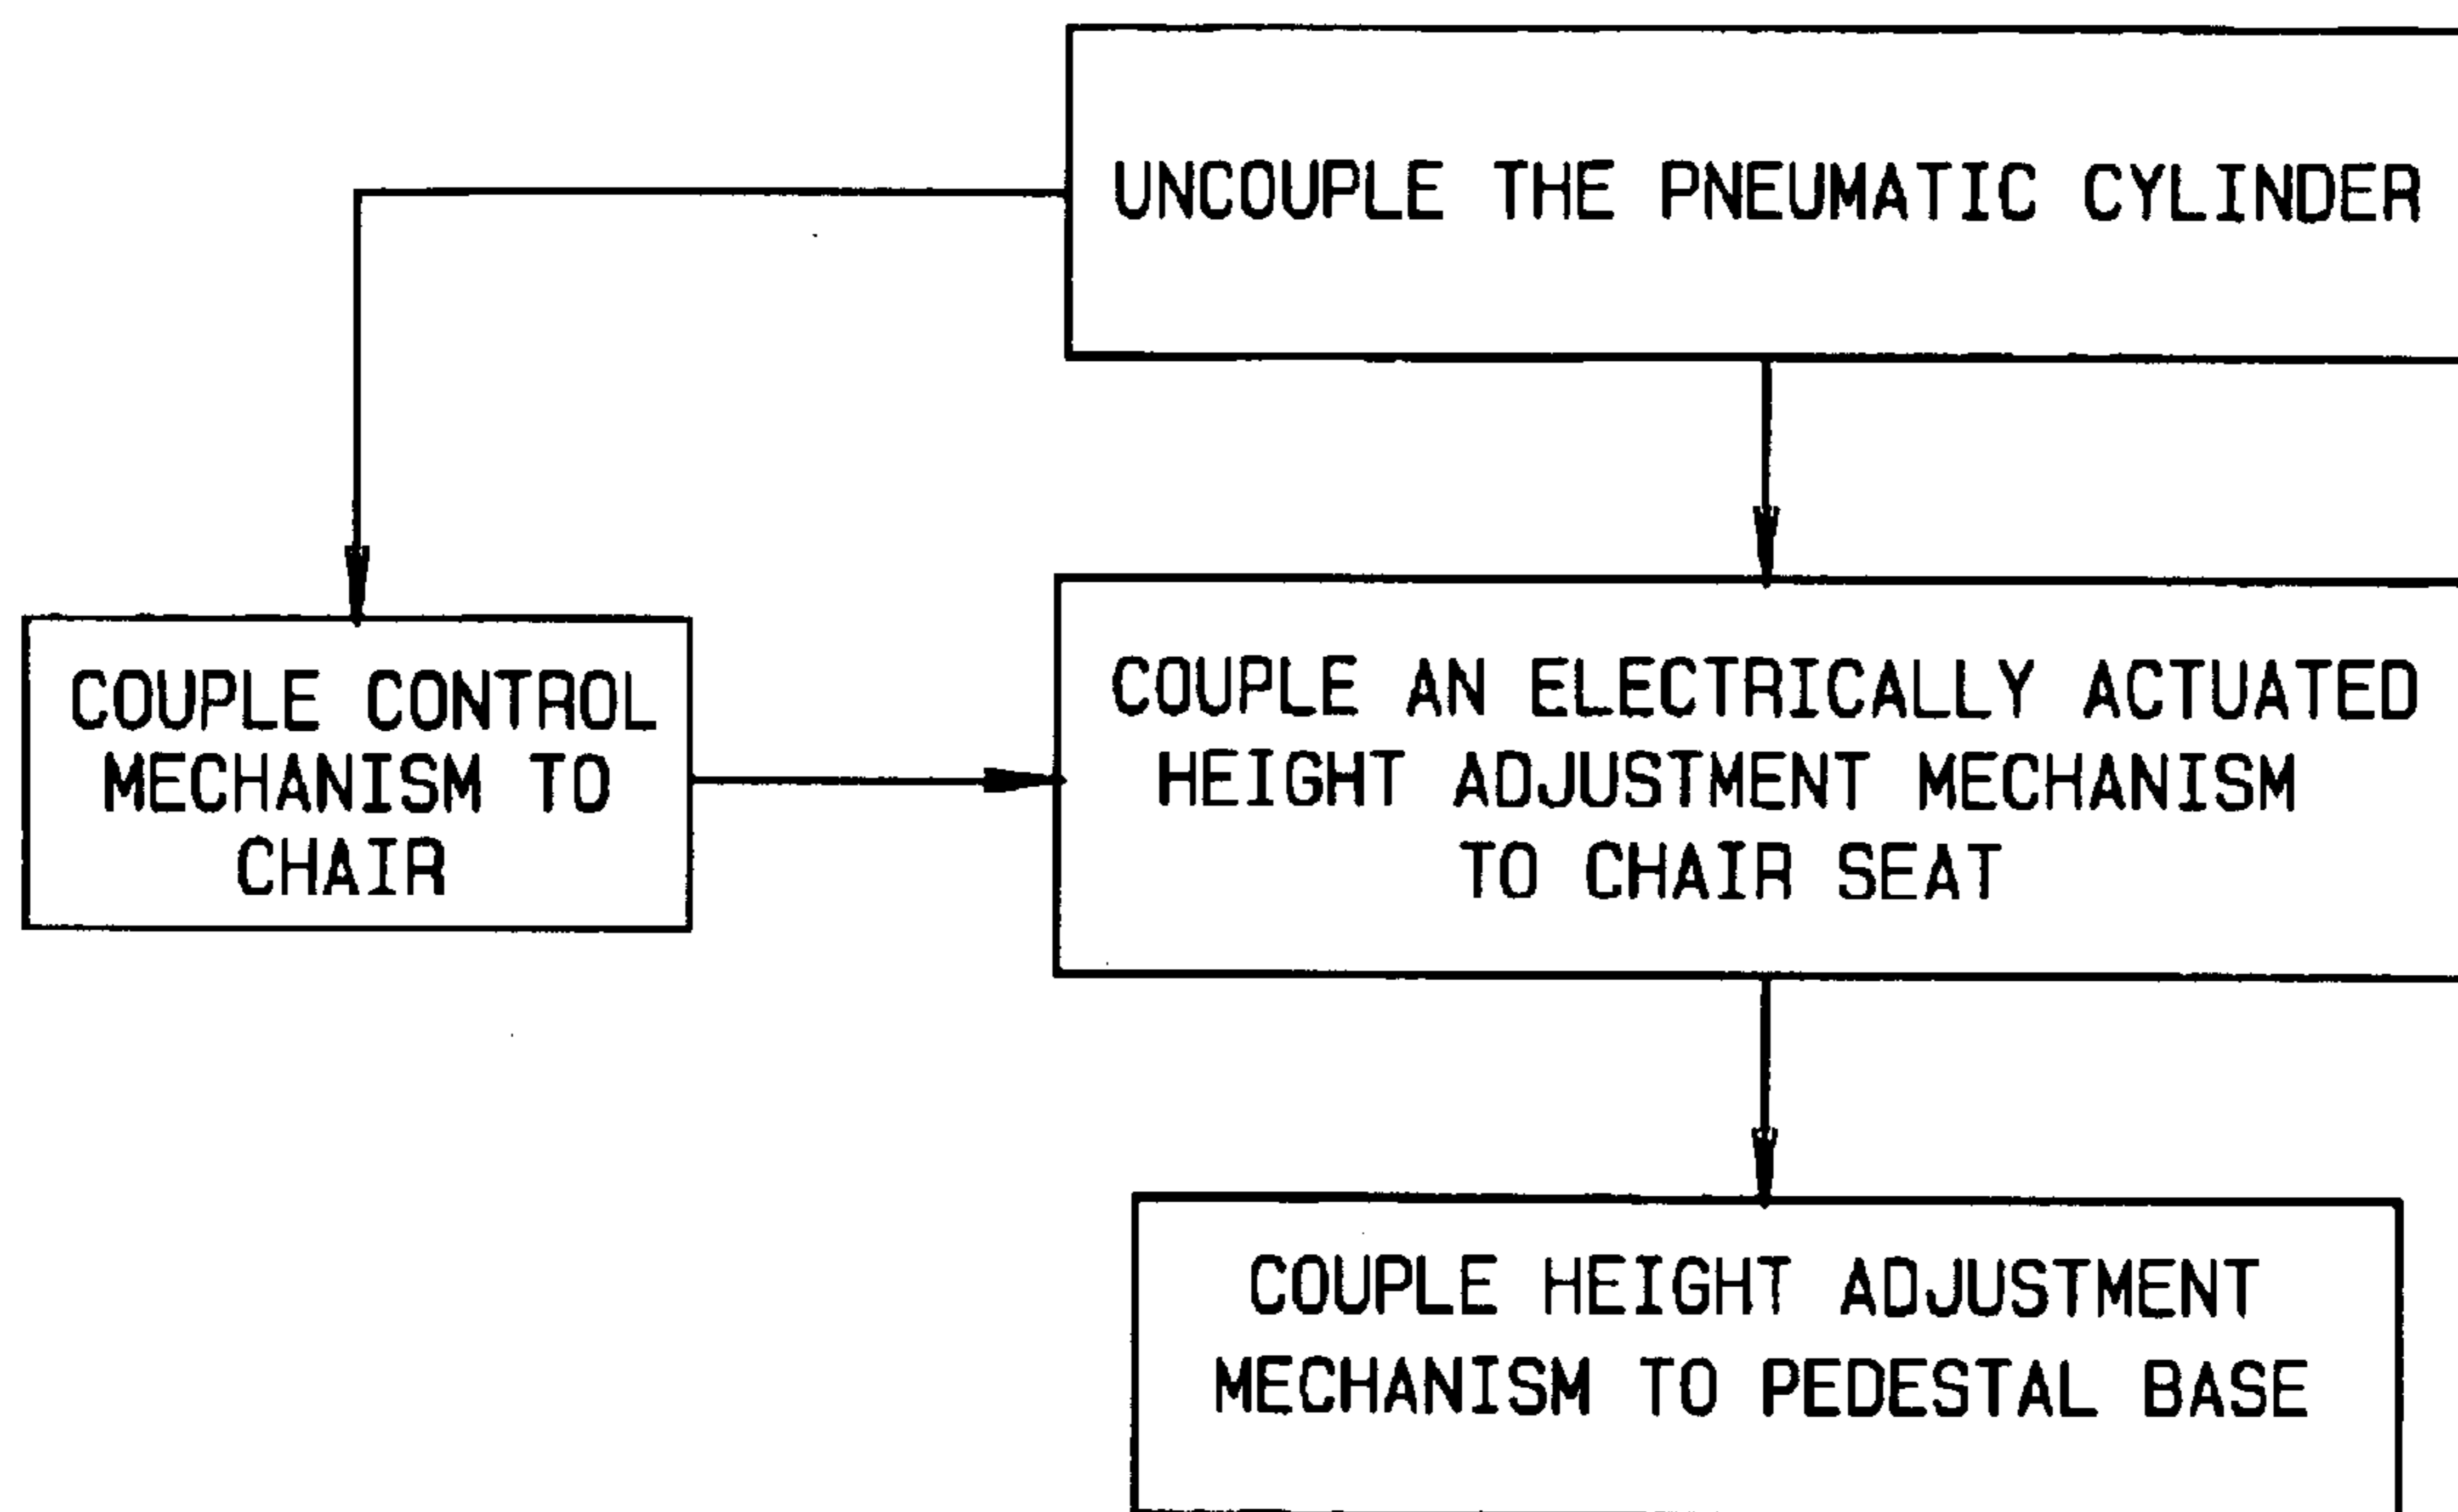 UNCOUPLE THE PNEUMATIC CYLINDER
COUPLE CONTROL
MECHANISM TO
CHAIR
COUPLE AN ELECTRICALLY ACTUATED
HEIGHT ADJUSTMENT MECHANISM
TO CHAIR SEAT
COUPLE HEIGHT ADJUSTMENT
MECHANISM TO PEDESTAL BASE